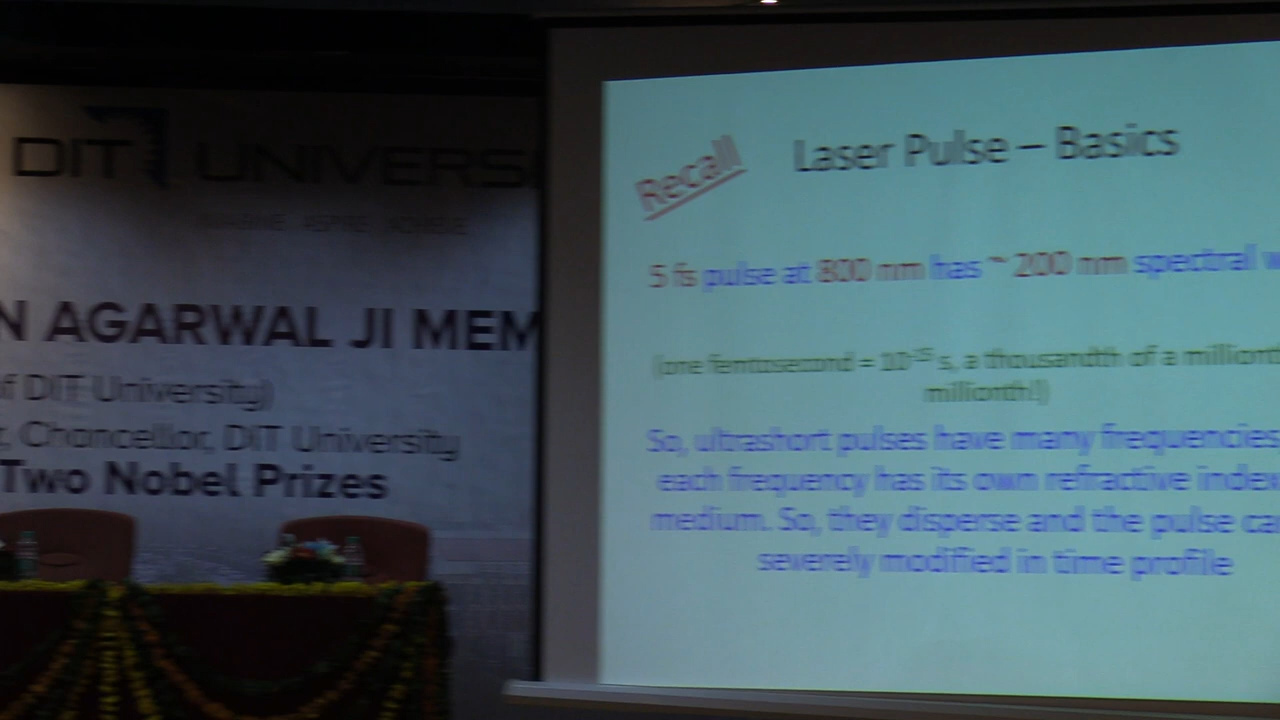 DIT UNIVERSI
N AGARWAL JI MEM
of DIT University)
r, Chancellor, DIT University
Two Nobel Prizes
Recall
Laser Pulse – Basics
5 fs pulse at 800 nm has ~ 200 nm spectral w
(one femtosecond = 10⁻¹⁵ s, a thousandth of a millionth
millionth!)
So, ultrashort pulses have many frequencies
each frequency has its own refractive index
medium. So, they disperse and the pulse ca
severely modified in time profile